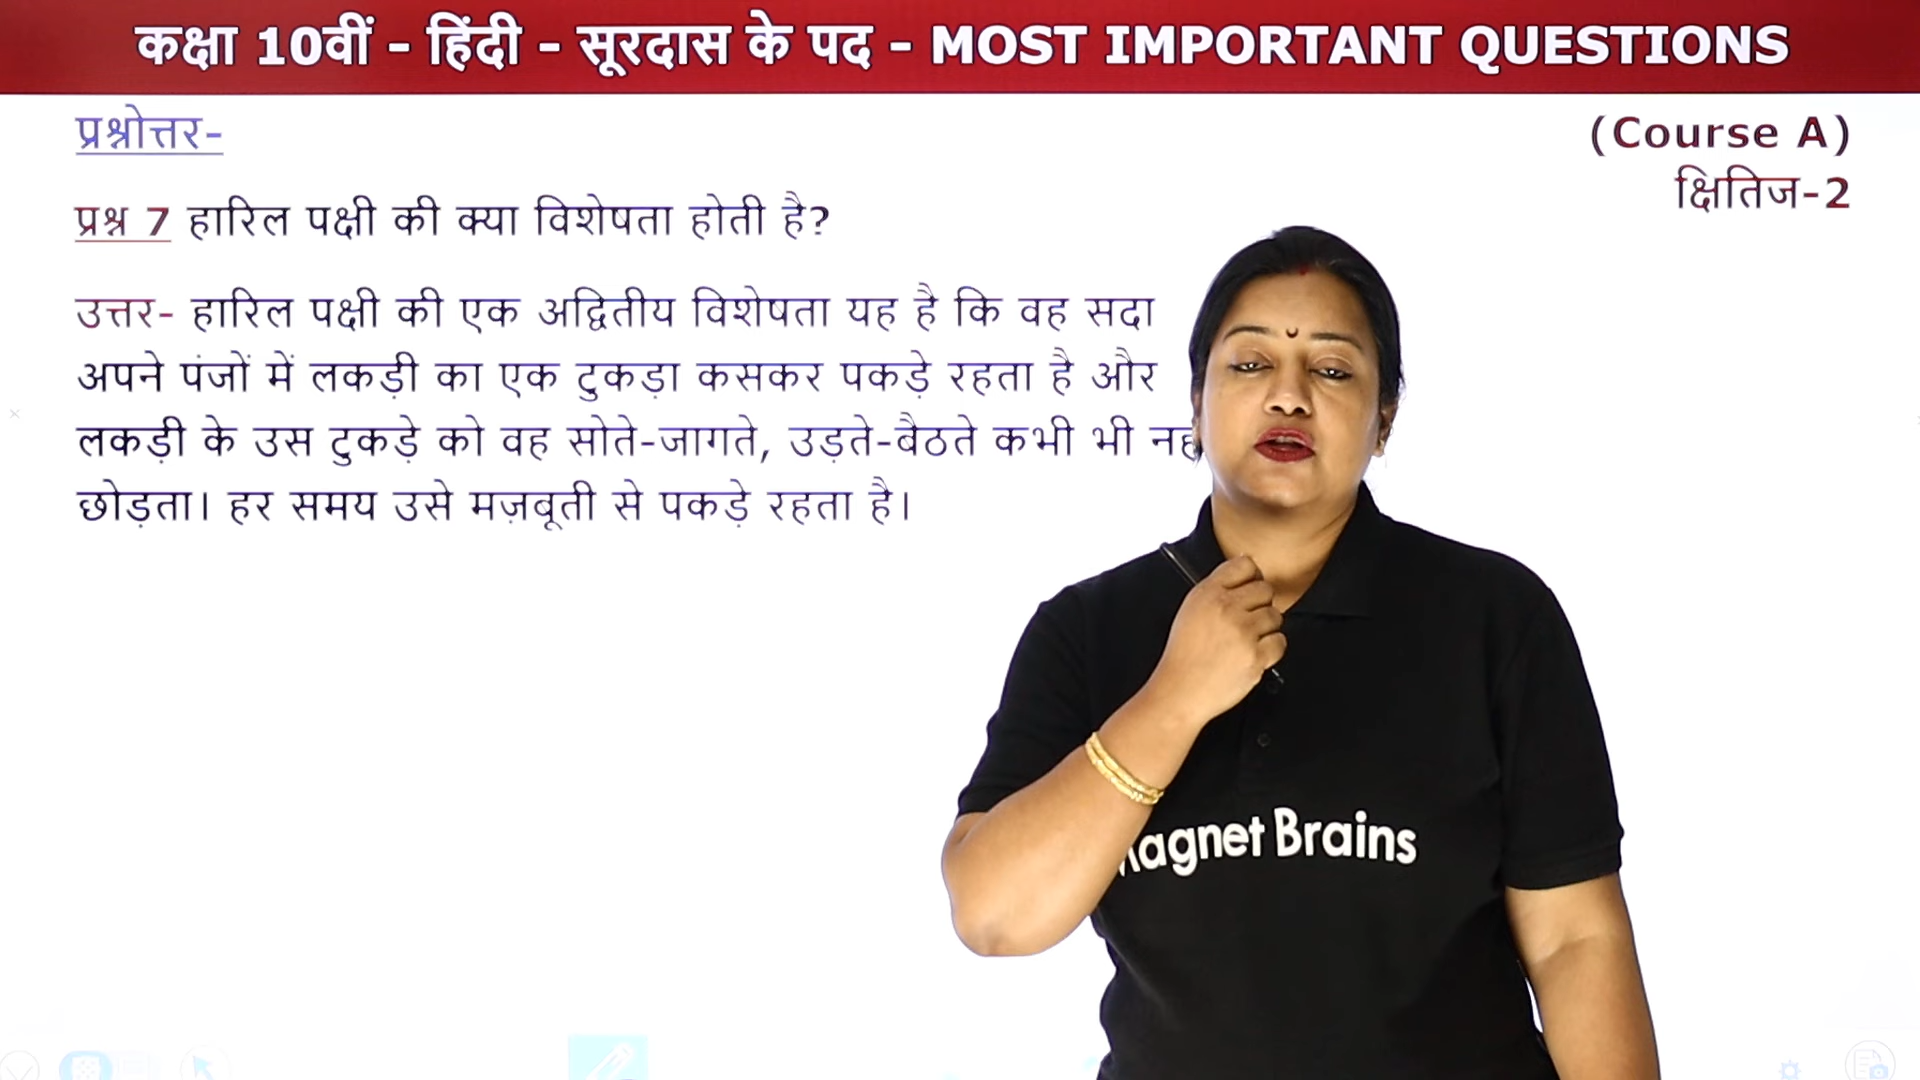 कक्षा 10वीं - हिंदी - सूरदास के पद - MOST IMPORTANT QUESTIONS
प्रश्नोत्तर-
(Course A)
क्षितिज-2
प्रश्न 7 हारिल पक्षी की क्या विशेषता होती है?
उत्तर- हारिल पक्षी की एक अद्वितीय विशेषता यह है कि वह सदा
अपने पंजों में लकड़ी का एक टुकड़ा कसकर पकड़े रहता है और
लकड़ी के उस टुकड़े को वह सोते-जागते, उड़ते-बैठते कभी भी
छोड़ता। हर समय उसे मज़बूती से पकड़े रहता है।
Brains